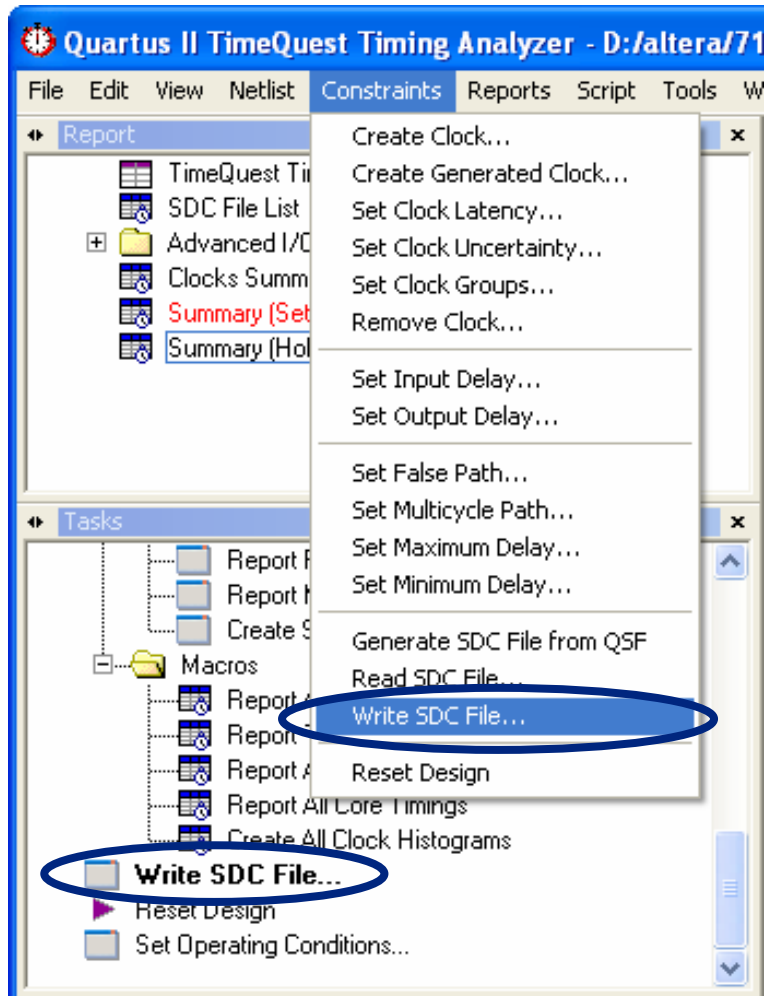 Quartus II TimeQuest Timing Analyzer - D:/altera/71
File Edit View Netlist Constraints Reports Script Tools W
Report
TimeQuest Ti
SDC File List
Advanced I/O
Clocks Summ
Summary (Set
Summary (Hol
Create Clock...
Create Generated Clock...
Set Clock Latency...
Set Clock Uncertainty...
Set Clock Groups...
Remove Clock...
Set Input Delay...
Set Output Delay...
Set False Path...
Set Multicycle Path...
Set Maximum Delay...
Set Minimum Delay...
Generate SDC File from QSF
Read SDC File...
Write SDC File...
Reset Design
Tasks
Report
Report
Create S
Macros
Report A
Report T
Report A
Report All Core Timings
Create All Clock Histograms
Write SDC File...
Reset Design
Set Operating Conditions...